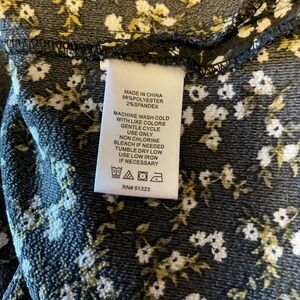 MADE IN CHINA
98%POLYESTER
2%SPANDEX
MACHINE WASH COLD
WITH LIKE COLORS
GENTLE CYCLE
USE ONLY
NON CHLORINE
BLEACH IF NEEDED
TUMBLE DRY LOW
USE LOW IRON
IF NECESSARY
RN# 51323